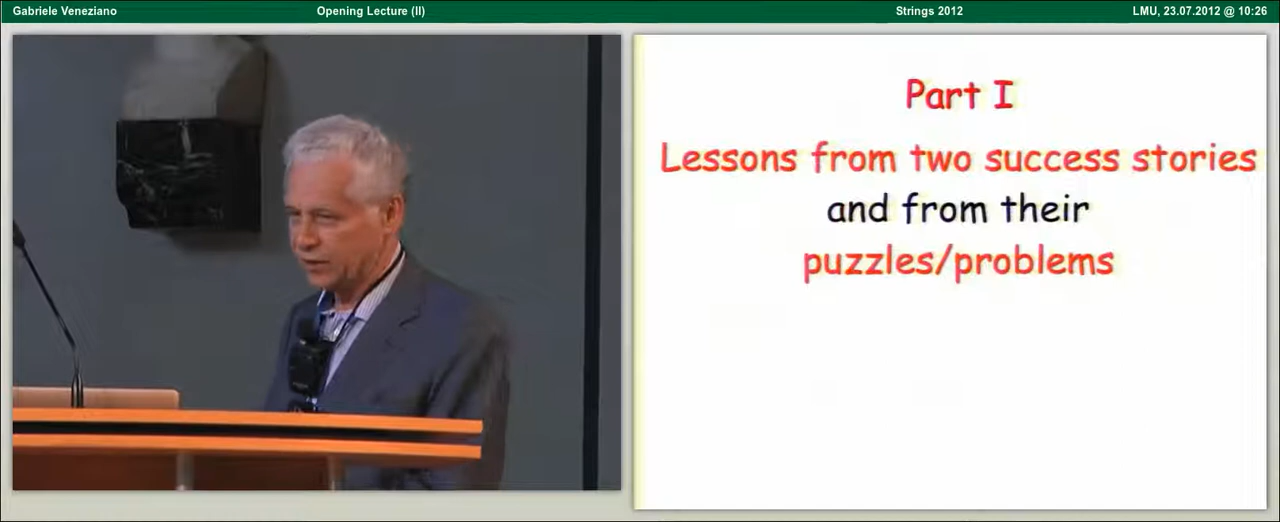 Gabriele Veneziano Opening Lecture (II) Strings 2012 LMU, 23.07.2012 @ 10:26
Part I
Lessons from two success stories
and from their
puzzles/problems